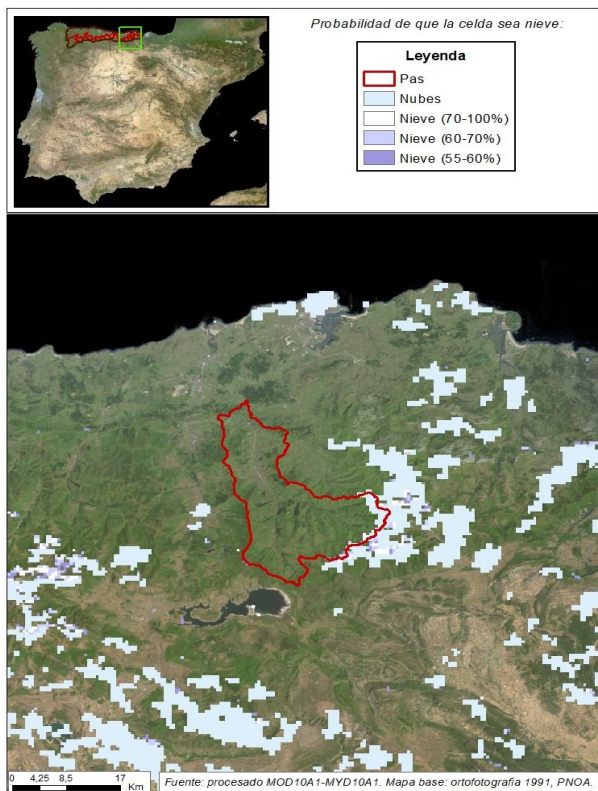 Probabilidad de que la celda sea nieve:
Leyenda
Pas
Nubes
Nieve (70-100%)
Nieve (60-70%)
Nieve (55-60%)
0 4,25 8,5 17
Km
Fuente: procesado MOD10A1-MYD10A1. Mapa base: ortofotografia 1991, PNOA.